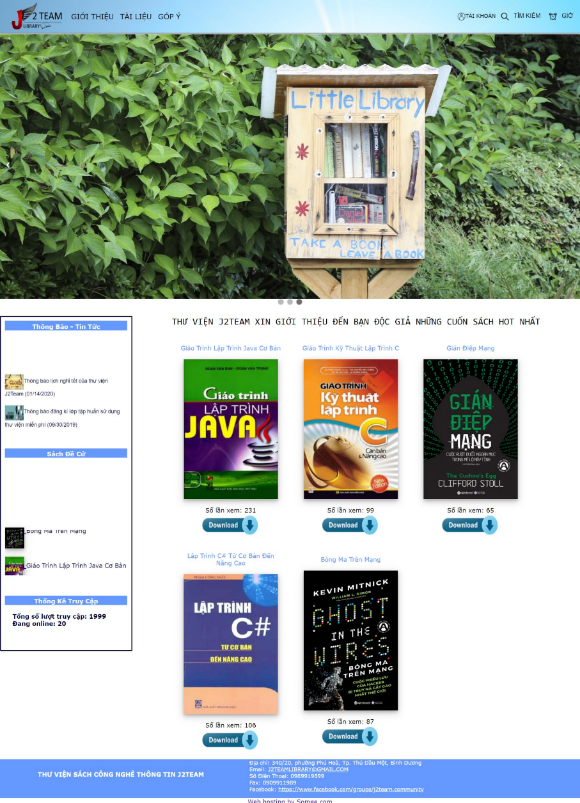 J2 TEAM
LIBRARY
GIỚI THIỆU
TÀI LIỆU
GÓP Ý
TÀI KHOẢN
TÌM KIẾM
GIỎ
Little Library
TAKE A BOOK
LEAVE A BOOK
THƯ VIỆN J2TEAM XIN GIỚI THIỆU ĐẾN BẠN ĐỌC GIẢ NHỮNG CUỐN SÁCH HOT NHẤT
Thông Báo - Tin Tức
Thông báo lịch nghỉ tết của thư viện
J2Team (01/14/2020)
Thông báo đăng kí lớp tập huấn sử dụng
thư viện miễn phí (09/30/2019)
Sách Đề Cử
Bóng Ma Trên Mạng
Giáo Trình Lập Trình Java Cơ Bản
Thống Kê Truy Cập
Tổng số lượt truy cập: 1999
Đang online: 20
Giáo Trình Lập Trình Java Cơ Bản
Giáo trình
LẬP TRÌNH
JAVA
Số lần xem: 231
Download
Giáo Trình Kỹ Thuật Lập Trình C
GIÁO TRÌNH
Kỹ thuật
lập trình
C
Căn bản
& Nâng cao
Số lần xem: 99
Download
Gián Điệp Mạng
GIÁN
ĐIỆP
MẠNG
The Cuckoo's Egg
CLIFFORD STOLL
Số lần xem: 65
Download
Lập Trình C# Từ Cơ Bản Đến
Nâng Cao
LẬP TRÌNH
C#
TỪ CƠ BẢN
ĐẾN NÂNG CAO
Số lần xem: 106
Download
Bóng Ma Trên Mạng
KEVIN MITNICK
WILLIAM L. SIMON
GHOST
IN THE
WIRES
BÓNG MA
TRÊN MẠNG
Số lần xem: 87
Download
THƯ VIỆN SÁCH CÔNG NGHỆ THÔNG TIN J2TEAM
Địa chỉ: 240/20, phường Phú Hoà, Tp. Thủ Dầu Một, Bình Dương
Email: J2TEAMLIBRARY@GMAIL.COM
Số Điện Thoại: 0989919399
Fax: 0909911989
Facebook: https://www.facebook.com/groups/j2team.community
Web hosting by Somee.com